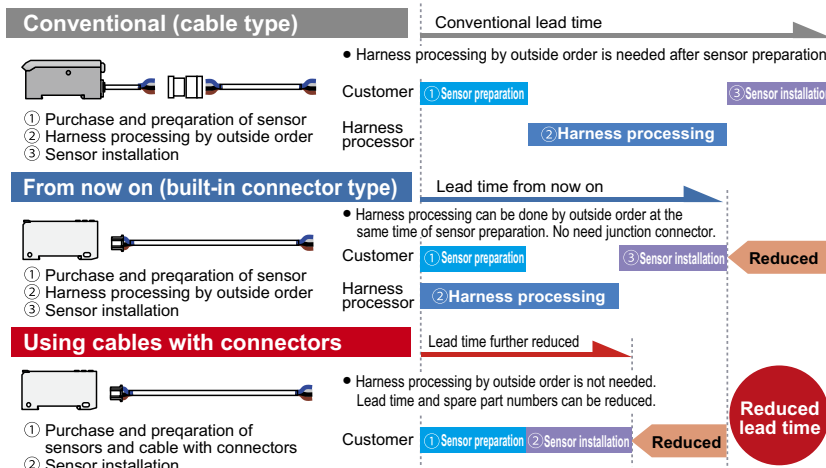 Conventional (cable type)
Conventional lead time
• Harness processing by outside order is needed after sensor preparation
① Purchase and preqaration of sensor
② Harness processing by outside order
③ Sensor installation
Customer
①Sensor preparation
③Sensor installation
Harness
processor
②Harness processing
From now on (built-in connector type)
Lead time from now on
• Harness processing can be done by outside order at the
same time of sensor preparation. No need junction connector.
① Purchase and preqaration of sensor
② Harness processing by outside order
③ Sensor installation
Customer
①Sensor preparation
③Sensor installation
Reduced
Harness
processor
②Harness processing
Using cables with connectors
Lead time further reduced
• Harness processing by outside order is not needed.
Lead time and spare part numbers can be reduced.
① Purchase and preqaration of
sensors and cable with connectors
② Sensor installation
Customer
①Sensor preparation
②Sensor installation
Reduced
Reduced
lead time